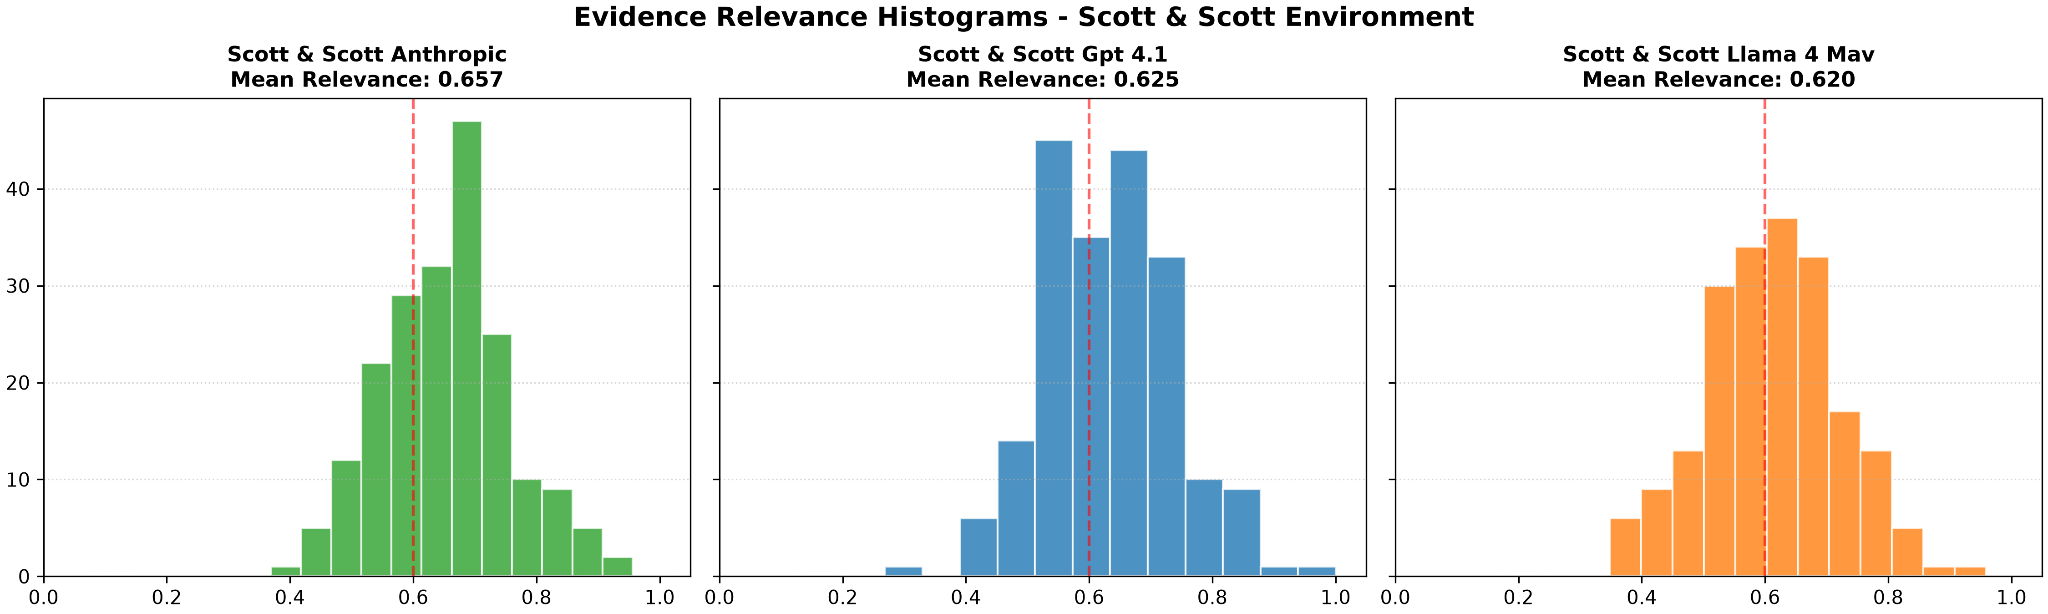 Evidence Relevance Histograms - Scott & Scott Environment
Scott & Scott Anthropic
Mean Relevance: 0.657
Scott & Scott Gpt 4.1
Mean Relevance: 0.625
Scott & Scott Llama 4 Mav
Mean Relevance: 0.620
40
30
20
10
0
0.0 0.2 0.4 0.6 0.8 1.0
0.0 0.2 0.4 0.6 0.8 1.0
0.0 0.2 0.4 0.6 0.8 1.0